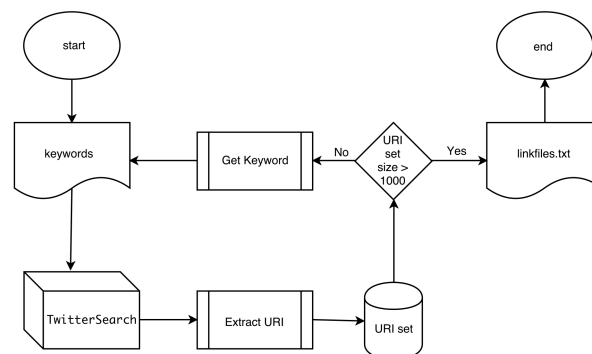 start
end
keywords
Get Keyword
No
URI
set
size >
1000
Yes
linkfiles.txt
TwitterSearch
Extract URI
URI set